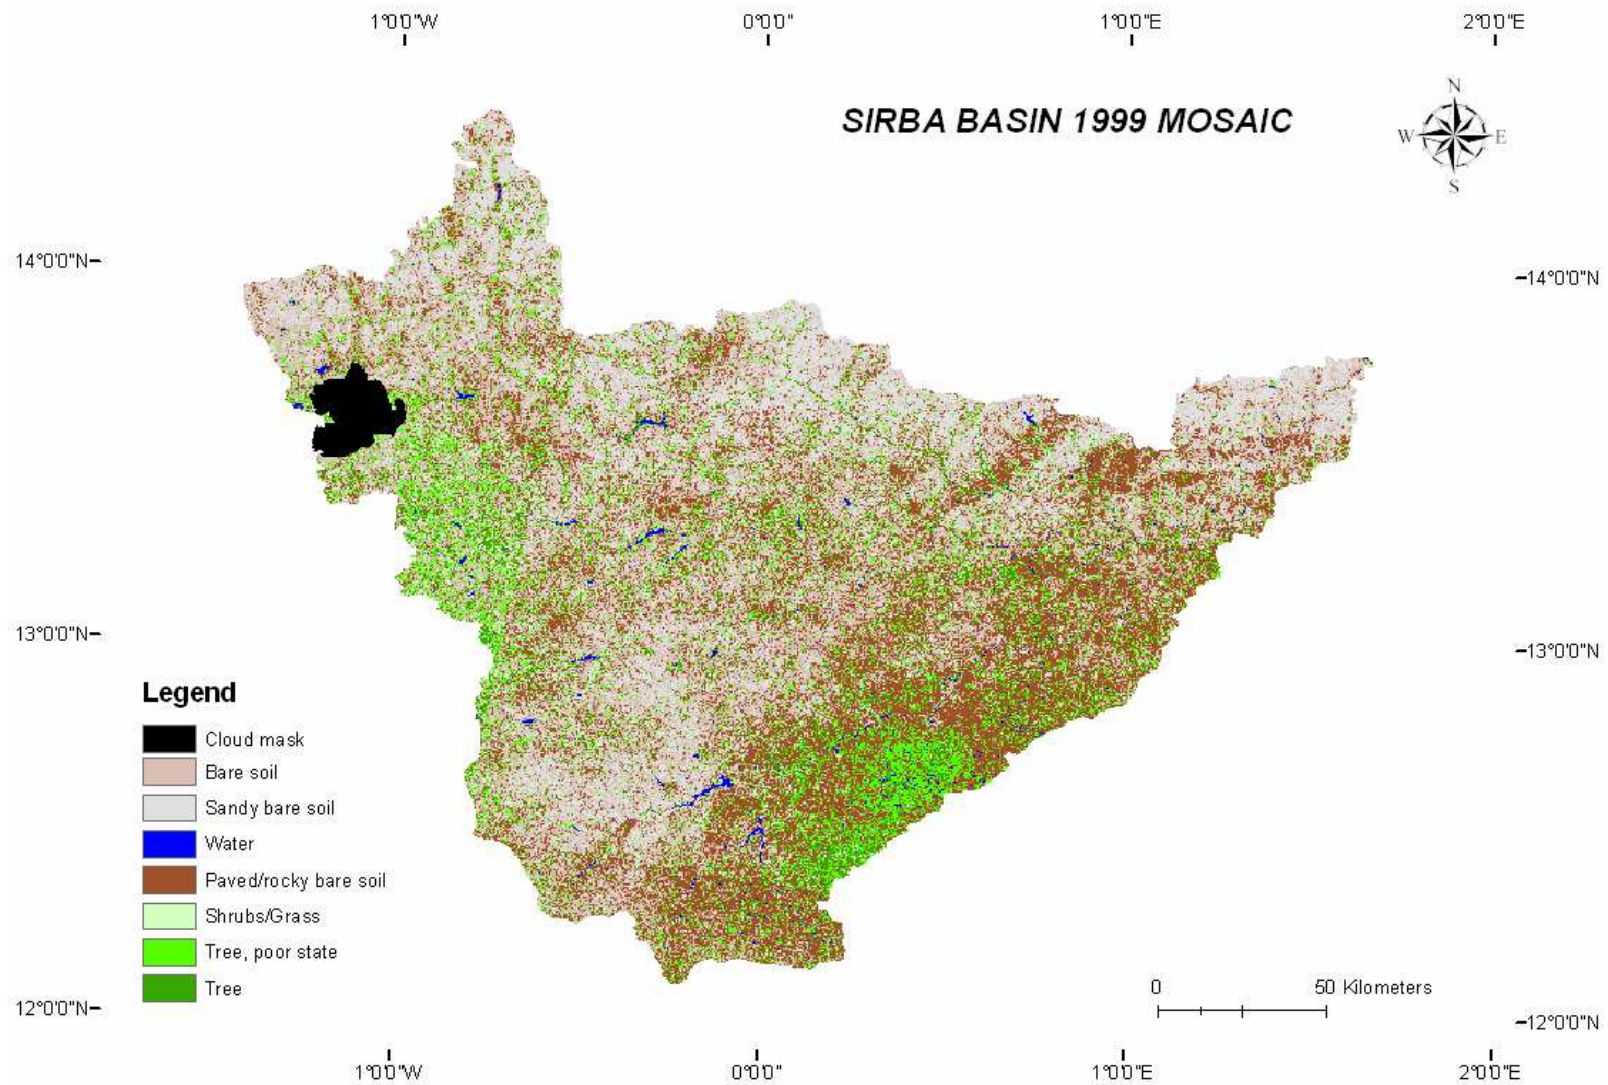 1°0'0"W 0°0'0" 1°0'0"E 2°0'0"E
SIRBA BASIN 1999 MOSAIC
N
W E
S
14°0'0"N 14°0'0"N
13°0'0"N 13°0'0"N
Legend
Cloud mask
Bare soil
Sandy bare soil
Water
Paved/rocky bare soil
Shrubs/Grass
Tree, poor state
Tree
0 50 Kilometers
12°0'0"N 12°0'0"N
1°0'0"W 0°0'0" 1°0'0"E 2°0'0"E